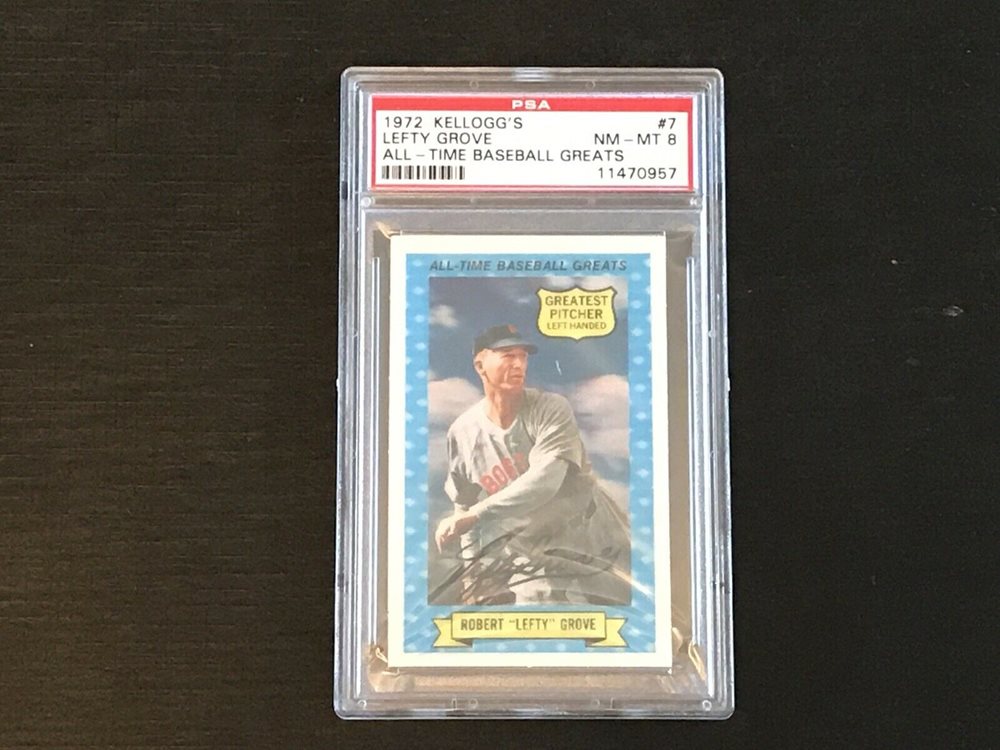 PSA
1972 KELLOGG'S #7
LEFTY GROVE NM - MT 8
ALL - TIME BASEBALL GREATS
11470957
ALL-TIME BASEBALL GREATS
GREATEST
PITCHER
LEFT HANDED
BOS
ROBERT "LEFTY" GROVE